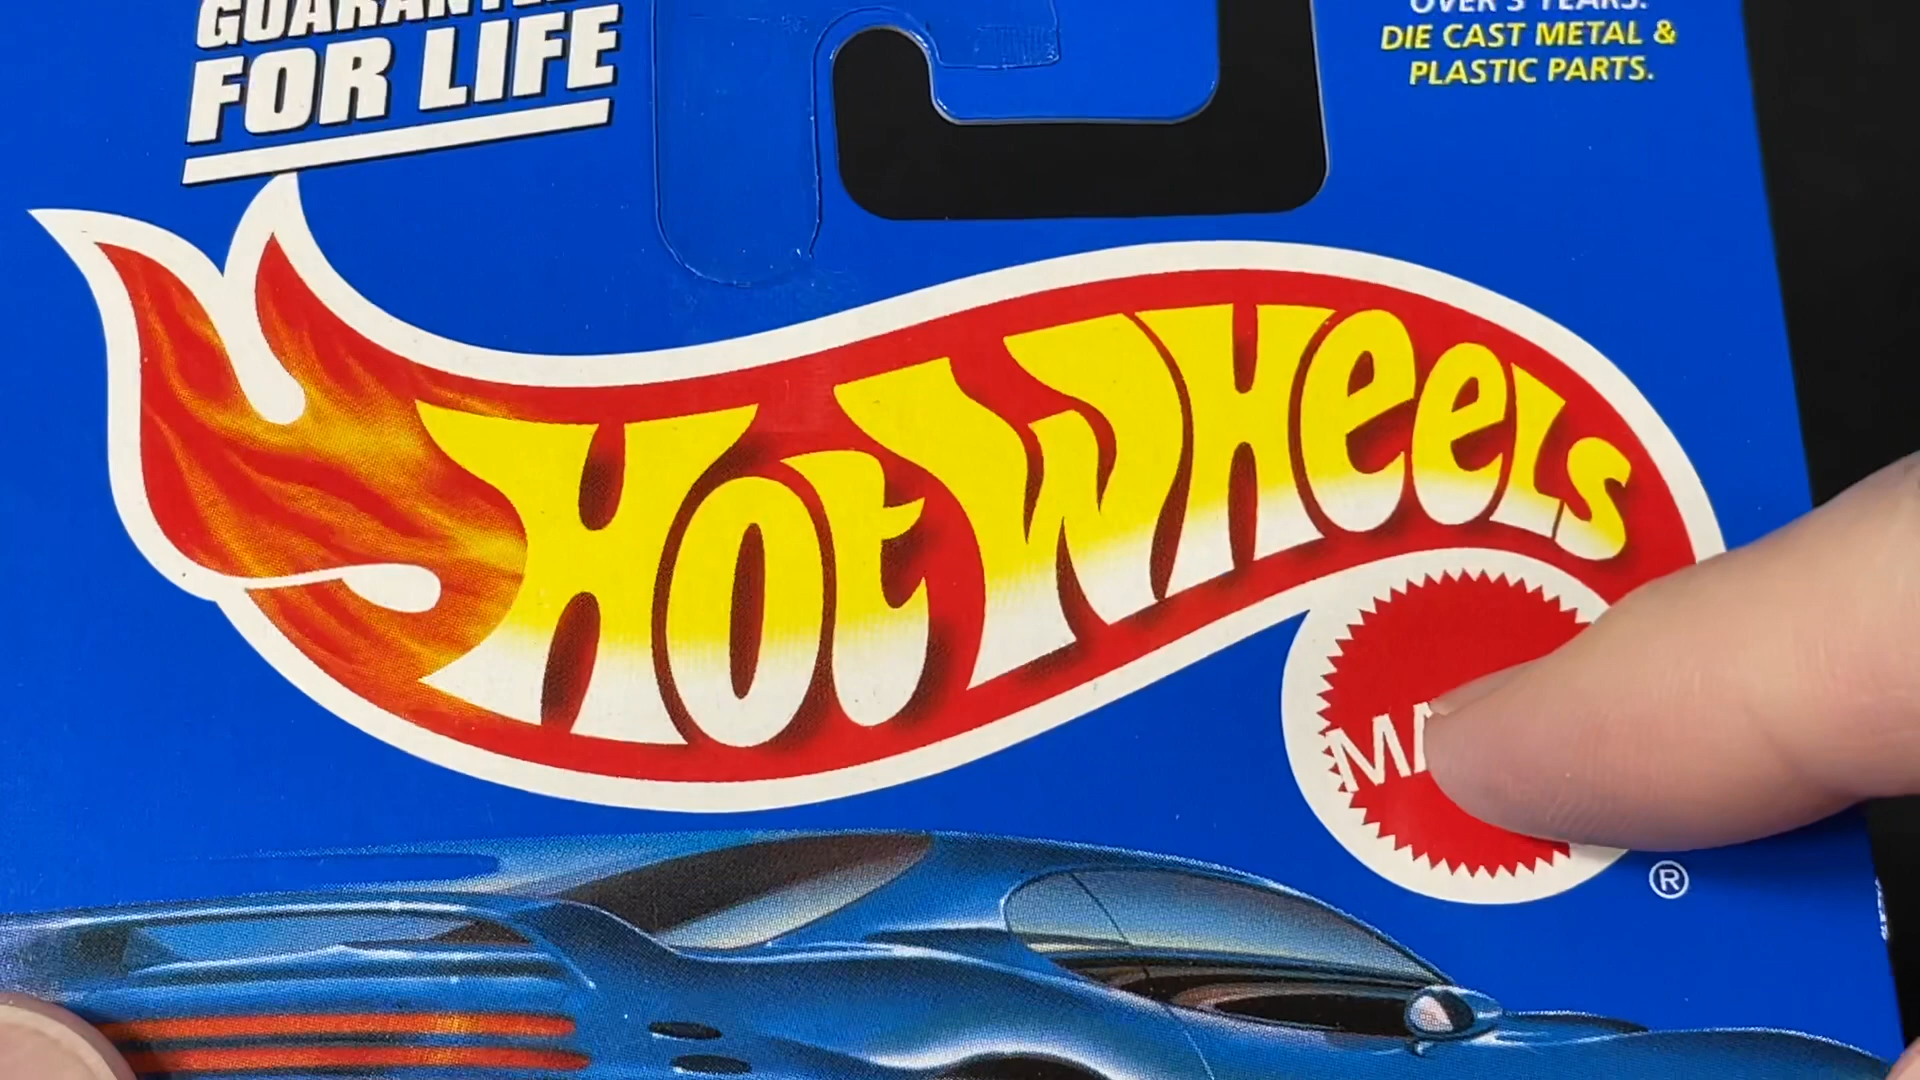 FOR LIFE
DIE CAST METAL &
PLASTIC PARTS.
HOT WHEELS
®